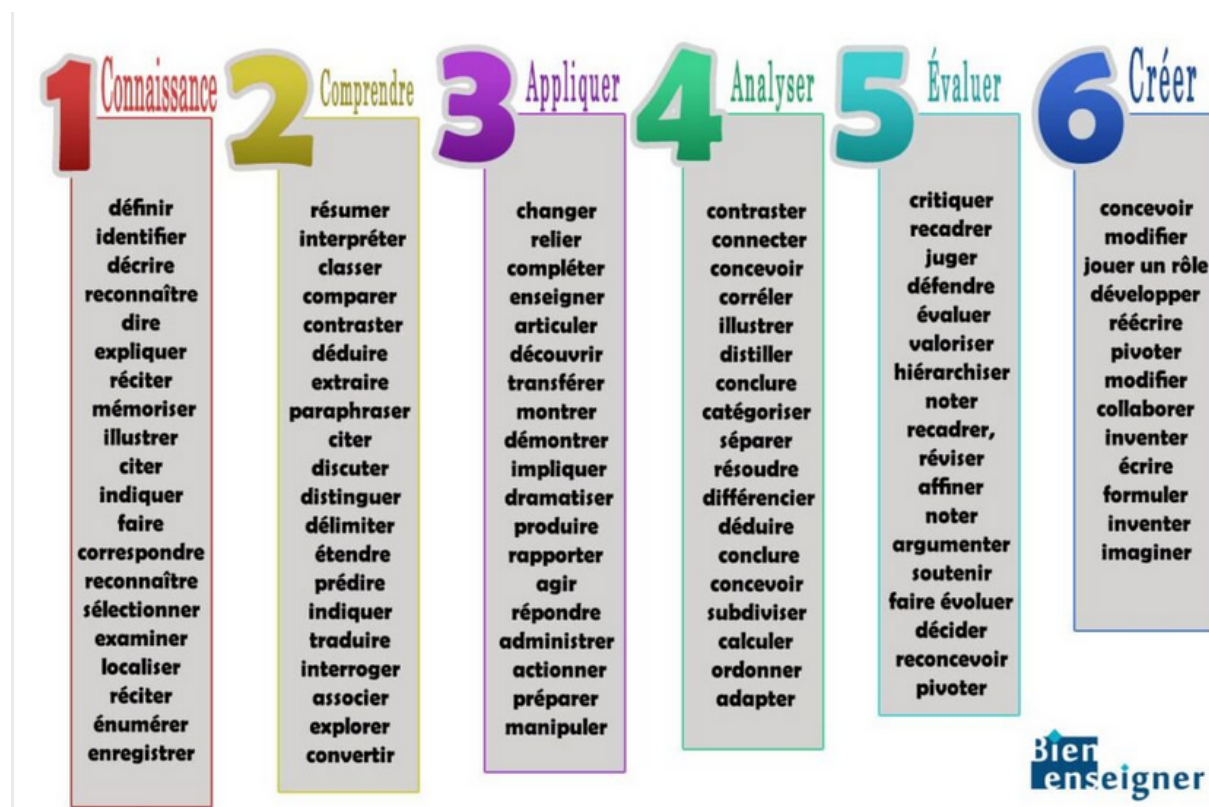 1 Connaissance
définir
identifier
décrire
reconnaître
dire
expliquer
réciter
mémoriser
illustrer
citer
indiquer
faire
correspondre
reconnaître
sélectionner
examiner
localiser
réciter
énumérer
enregistrer
2 Comprendre
résumer
interpréter
classer
comparer
contraster
déduire
extraire
paraphraser
citer
discuter
distinguer
délimiter
étendre
prédire
indiquer
traduire
interroger
associer
explorer
convertir
3 Appliquer
changer
relier
compléter
enseigner
articuler
découvrir
transférer
montrer
démontrer
impliquer
dramatiser
produire
rapporter
agir
répondre
administrer
actionner
préparer
manipuler
4 Analyser
contraster
connecter
concevoir
corréler
illustrer
distiller
conclure
catégoriser
séparer
résoudre
différencier
déduire
conclure
concevoir
subdiviser
calculer
ordonner
adapter
5 Évaluer
critiquer
recadrer
juger
défendre
évaluer
valoriser
hiérarchiser
noter
recadrer,
réviser
affiner
noter
argumenter
soutenir
faire évoluer
décider
reconcevoir
pivoter
6 Créer
concevoir
modifier
jouer un rôle
développer
réécrire
pivoter
modifier
collaborer
inventer
écrire
formuler
inventer
imaginer
Bien
enseigner